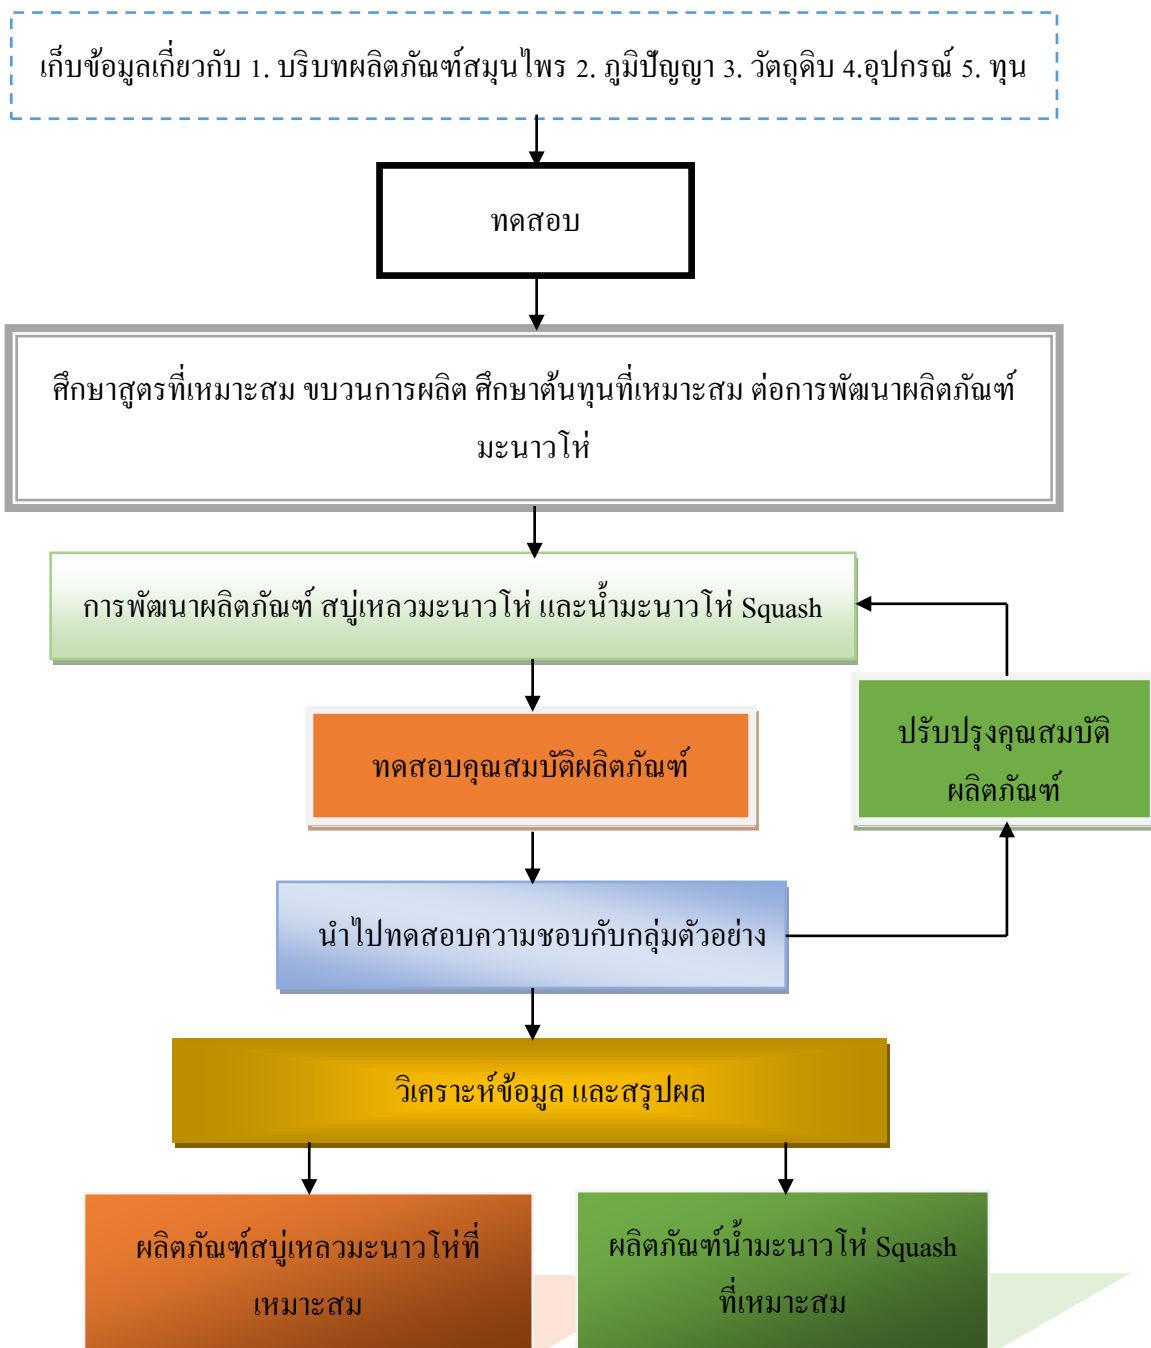 เก็บข้อมูลเกี่ยวกับ 1. บริบทผลิตภัณฑ์สมุนไพร 2. ภูมิปัญญา 3. วัตถุดิบ 4.อุปกรณ์ 5. ทุน
ทดสอบ
ศึกษาสูตรที่เหมาะสม ขบวนการผลิต ศึกษาต้นทุนที่เหมาะสม ต่อการพัฒนาผลิตภัณฑ์
มะนาวโห่
การพัฒนาผลิตภัณฑ์ สบู่เหลวมะนาวโห่ และน้ำมะนาวโห่ Squash
ปรับปรุงคุณสมบัติ
ผลิตภัณฑ์
ทดสอบคุณสมบัติผลิตภัณฑ์
นำไปทดสอบความชอบกับกลุ่มตัวอย่าง
วิเคราะห์ข้อมูล และสรุปผล
ผลิตภัณฑ์สบู่เหลวมะนาวโห่ที่
เหมาะสม
ผลิตภัณฑ์น้ำมะนาวโห่ Squash
ที่เหมาะสม